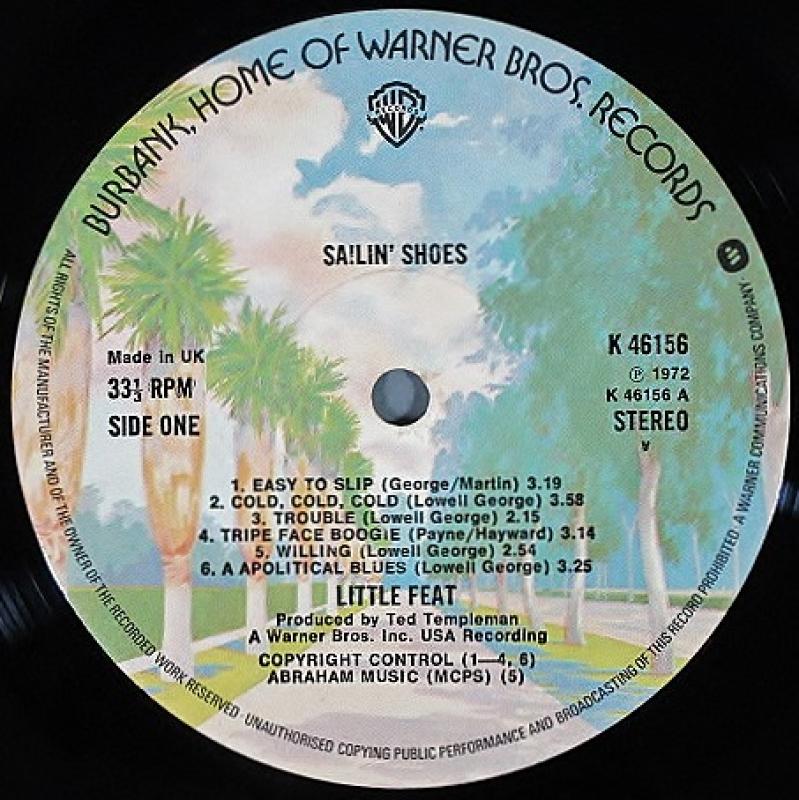 BURBANK, HOME OF WARNER BROS. RECORDS
RECORDS
SA!LIN' SHOES
Made in UK
33⅓ RPM
SIDE ONE
K 46156
Ⓟ 1972
K 46156 A
STEREO
1. EASY TO SLIP (George/Martin) 3.19
2. COLD, COLD, COLD (Lowell George) 3.58
3. TROUBLE (Lowell George) 2.15
4. TRIPE FACE BOOGIE (Payne/Hayward) 3.14
5. WILLING (Lowell George) 2.54
6. A APOLITICAL BLUES (Lowell George) 3.25
LITTLE FEAT
Produced by Ted Templeman
A Warner Bros. Inc. USA Recording
COPYRIGHT CONTROL (1—4, 6)
ABRAHAM MUSIC (MCPS) (5)
ALL RIGHTS OF THE MANUFACTURER AND OF THE OWNER OF THE RECORDED WORK RESERVED · UNAUTHORISED COPYING PUBLIC PERFORMANCE AND BROADCASTING OF THIS RECORD PROHIBITED · A WARNER COMMUNICATIONS COMPANY ·